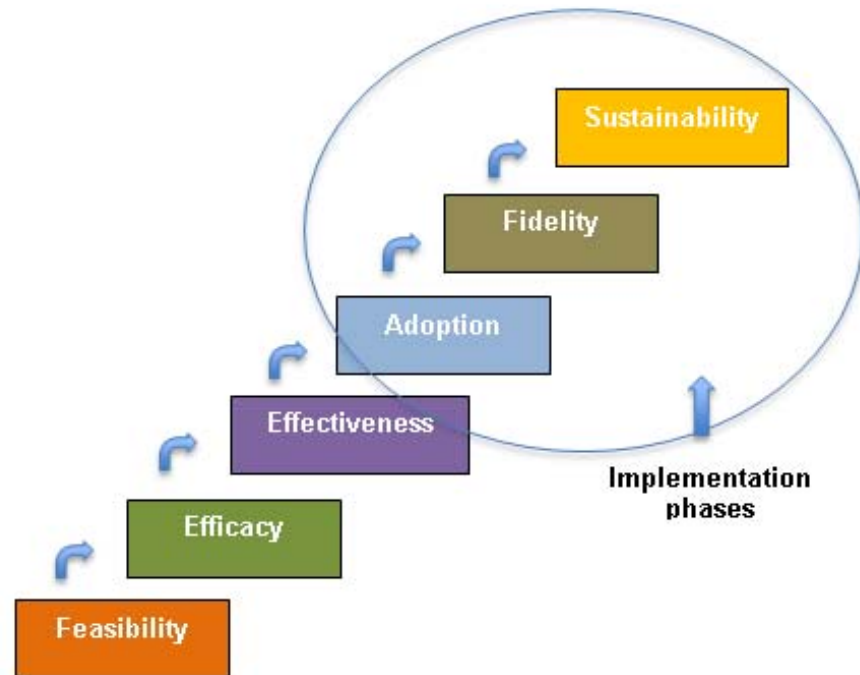 Sustainability
Fidelity
Adoption
Effectiveness
Efficacy
Feasibility
Implementation
phases